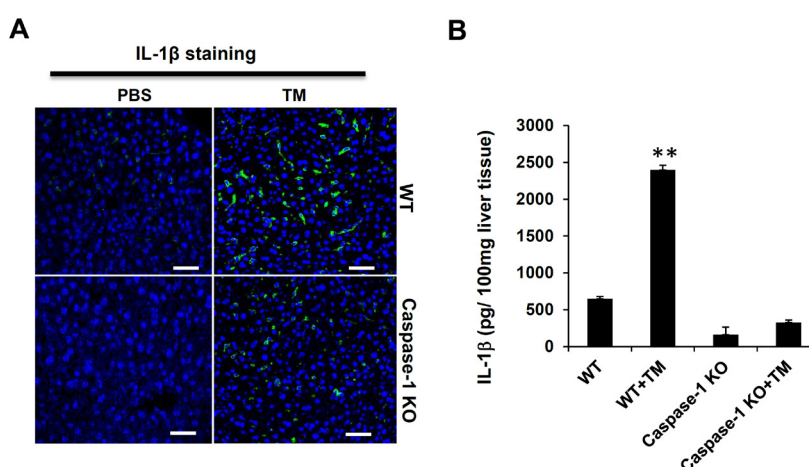 A
IL-1β staining
PBS TM
WT
Caspase-1 KO
B
IL-1β (pg/ 100mg liver tissue)
3000
2500
2000
1500
1000
500
0
**
WT
WT+TM
Caspase-1 KO
Caspase-1 KO+TM